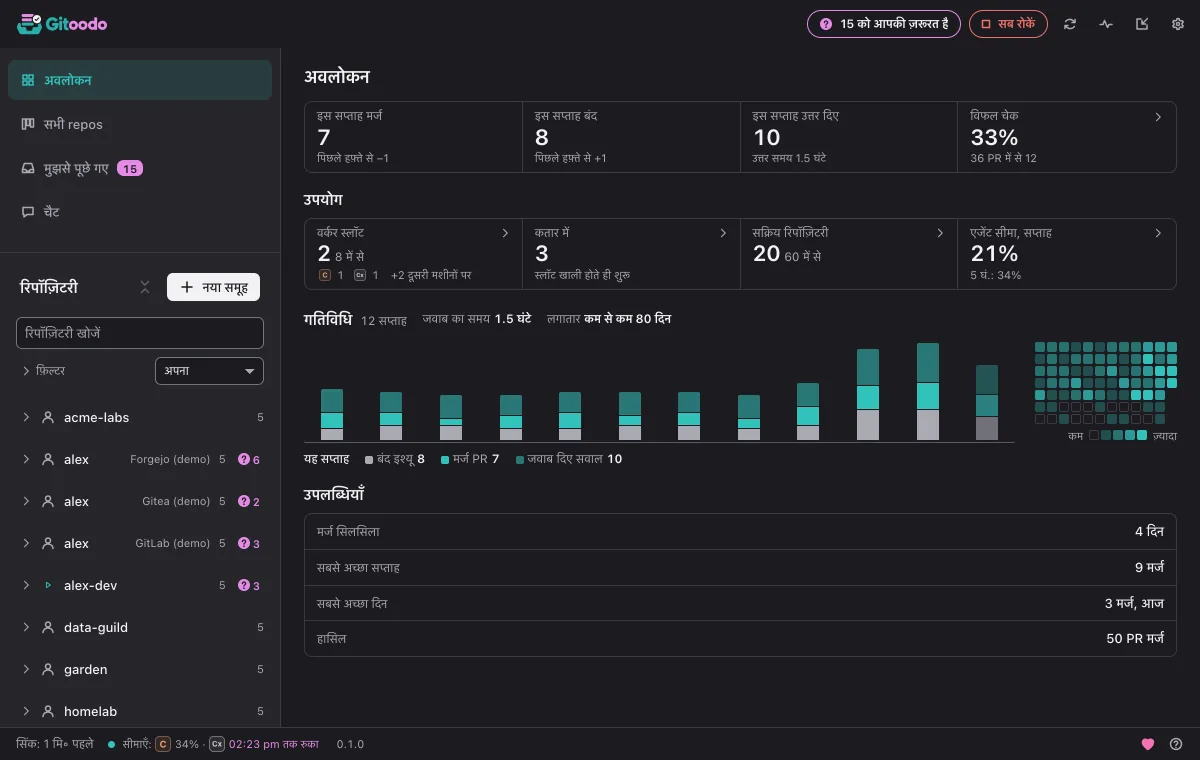 Gitoodo
15 को आपकी ज़रूरत है
सब रोकें
अवलोकन
सभी repos
मुझसे पूछे गए 15
चैट
रिपॉज़िटरी
नया समूह
रिपॉज़िटरी खोजें
फ़िल्टर
अपना
acme-labs 5
alex Forgejo (demo) 5 ? 6
alex Gitea (demo) 5 ? 2
alex GitLab (demo) 5 ? 3
alex-dev 5 ? 3
data-guild 5
garden 5
homelab 5
अवलोकन
इस सप्ताह मर्ज
7
पिछले हफ़्ते से −1
इस सप्ताह बंद
8
पिछले हफ़्ते से +1
इस सप्ताह उत्तर दिए
10
उत्तर समय 1.5 घंटे
विफल चेक
33%
36 PR में से 12
उपयोग
वर्कर स्लॉट
2 8 में से
C 1 Cx 1 +2 दूसरी मशीनों पर
कतार में
3
स्लॉट खाली होते ही शुरू
सक्रिय रिपॉज़िटरी
20 60 में से
एजेंट सीमा, सप्ताह
21%
5 घं.: 34%
गतिविधि 12 सप्ताह जवाब का समय 1.5 घंटे लगातार कम से कम 80 दिन
कम ज़्यादा
यह सप्ताह बंद इश्यू 8 मर्ज PR 7 जवाब दिए सवाल 10
उपलब्धियाँ
मर्ज सिलसिला 4 दिन
सबसे अच्छा सप्ताह 9 मर्ज
सबसे अच्छा दिन 3 मर्ज, आज
हासिल 50 PR मर्ज
सिंक: 1 मि॰ पहले सीमाएँ: C 34% · Cx 02:23 pm तक रुका 0.1.0